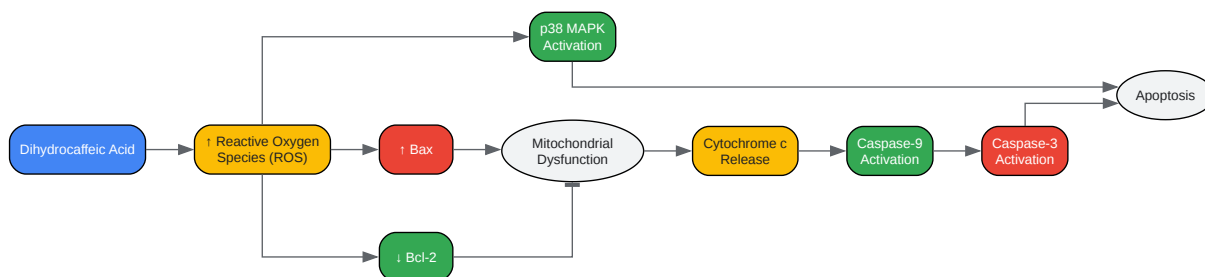 p38 MAPK
Activation
Apoptosis
Dihydrocaffeic Acid
↑ Reactive Oxygen
Species (ROS)
↑ Bax
Mitochondrial
Dysfunction
Cytochrome c
Release
Caspase-9
Activation
Caspase-3
Activation
↓ Bcl-2